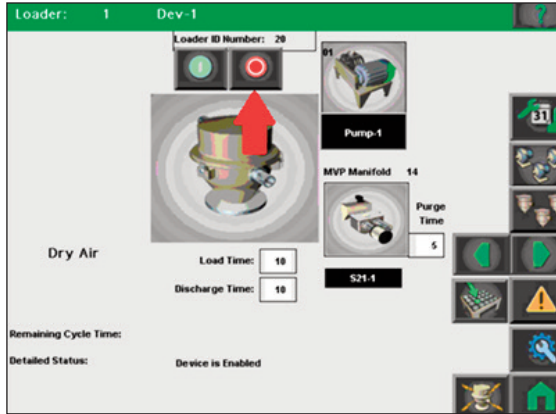 Loader: 1 Dev-1
?
Loader ID Number: 20
01
Pump-1
31
MVP Manifold 14
Purge
Time
5
Dry Air
Load Time: 10
S21-1
Discharge Time: 10
Remaining Cycle Time:
Detailed Status: Device is Enabled